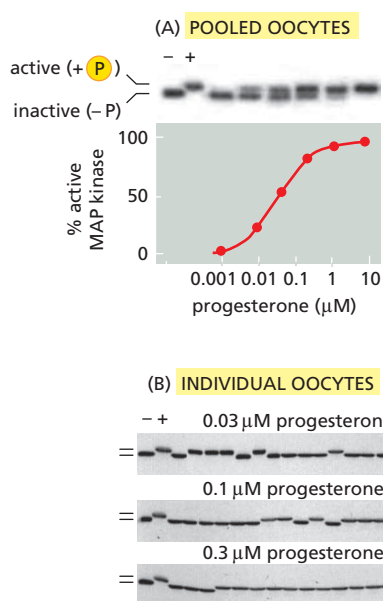 (A) POOLED OOCYTES
– +
active (+ P )
inactive (– P)
100
50
0
% active
MAP kinase
0.001 0.01 0.1 1 10
progesterone (μM)
(B) INDIVIDUAL OOCYTES
– + 0.03 μM progesteron
0.1 μM progesterone
0.3 μM progesterone